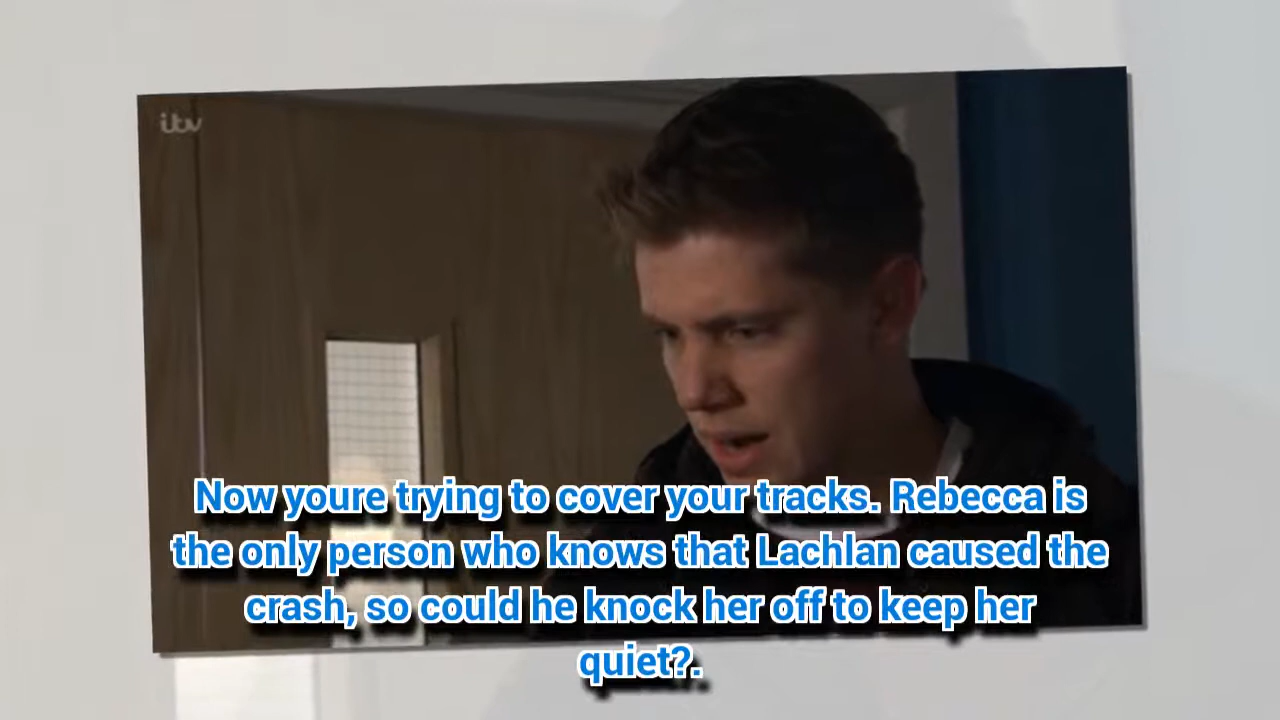 itv
Now youre trying to cover your tracks. Rebecca is
the only person who knows that Lachlan caused the
crash, so could he knock her off to keep her
quiet?.